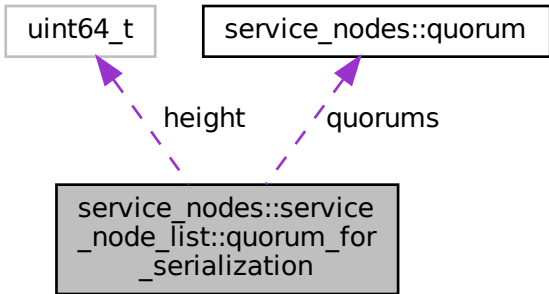 uint64_t
service_nodes::quorum
height
quorums
service_nodes::service
_node_list::quorum_for
_serialization